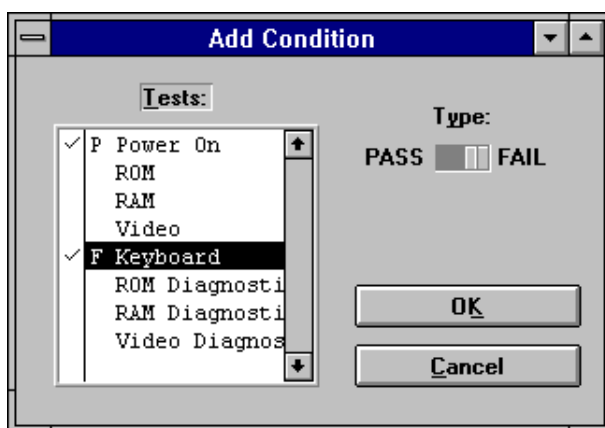 Add Condition
Tests:
P Power On
ROM
RAM
Video
F Keyboard
ROM Diagnosti
RAM Diagnosti
Video Diagnos
Type:
PASS FAIL
OK
Cancel